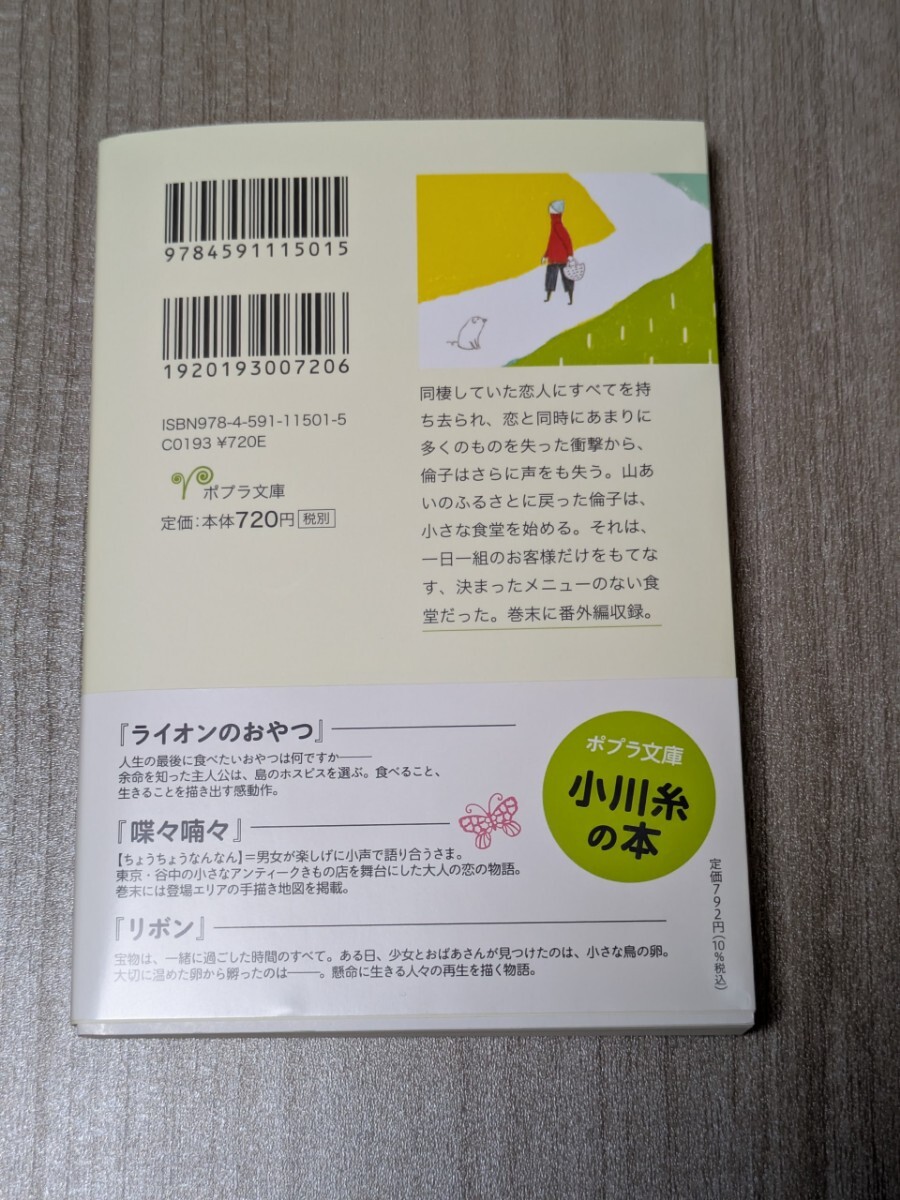 9784591115015
1920193007206
ISBN978-4-591-11501-5
C0193 ¥720E
ポプラ文庫
定価：本体720円 税別
同棲していた恋人にすべてを持
ち去られ、恋と同時にあまりに
多くのものを失った衝撃から、
倫子はさらに声をも失う。山あ
いのふるさとに戻った倫子は、
小さな食堂を始める。それは、
一日一組のお客様だけをもてな
す、決まったメニューのない食
堂だった。巻末に番外編収録。
『ライオンのおやつ』
人生の最後に食べたいおやつは何ですか――
余命を知った主人公は、島のホスピスを選ぶ。食べること、
生きることを描き出す感動作。
『喋々喃々』
【ちょうちょうなんなん】＝男女が楽しげに小声で語り合うさま。
東京・谷中の小さなアンティークきもの店を舞台にした大人の恋の物語。
巻末には登場エリアの手描き地図を掲載。
『リボン』
宝物は、一緒に過ごした時間のすべて。ある日、少女とおばあさんが見つけたのは、小さな鳥の卵。
大切に温めた卵から孵ったのは――。懸命に生きる人々の再生を描く物語。
ポプラ文庫
小川糸
の本
定価792円（10%税込）